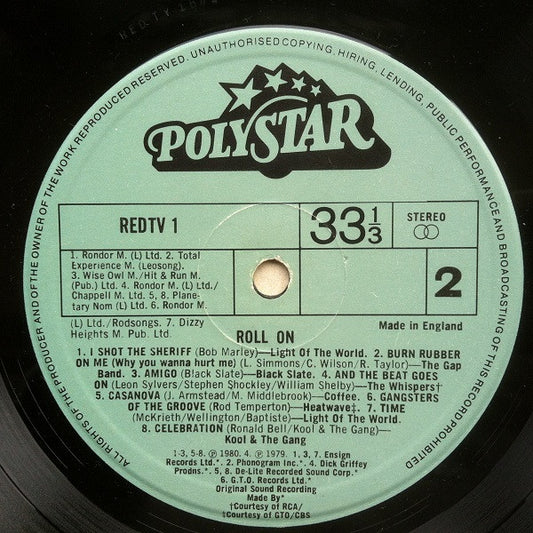 REDTV 1
ALL RIGHTS OF THE PRODUCER AND OF THE OWNER OF THE WORK REPRODUCED RESERVED. UNAUTHORISED COPYING, HIRING, LENDING, PUBLIC PERFORMANCE AND BROADCASTING OF THIS RECORD PROHIBITED
POLYSTAR
REDTV 1
33 1/3
STEREO
1. Rondor M. (L) Ltd. 2. Total
Experience M. (Leosong).
3. Wise Owl M./Hit & Run M.
(Pub.) Ltd. 4. Rondor M. (L) Ltd./
Chappell M. Ltd. 5, 8. Plane-
tary Nom (L) Ltd. 6. Rondor M.
(L) Ltd./Rodsongs. 7. Dizzy
Heights M. Pub. Ltd.
2
Made in England
ROLL ON
1. I SHOT THE SHERIFF (Bob Marley)—Light Of The World. 2. BURN RUBBER
ON ME (Why you wanna hurt me) (L. Simmons/C. Wilson/R. Taylor)—The Gap
Band. 3. AMIGO (Black Slate)—Black Slate. 4. AND THE BEAT GOES
ON (Leon Sylvers/Stephen Shockley/William Shelby)—The Whispers†
5. CASANOVA (J. Armstead/M. Middlebrook)—Coffee. 6. GANGSTERS
OF THE GROOVE (Rod Temperton)—Heatwave‡. 7. TIME
(McKrieth/Wellington/Baptiste)—Light Of The World.
8. CELEBRATION (Ronald Bell/Kool & The Gang)—
Kool & The Gang
1-3, 5-8. ℗ 1980. 4. ℗ 1979. 1, 3, 7. Ensign
Records Ltd.*. 2. Phonogram Inc.*. 4. Dick Griffey
Prodns.*. 5, 8. De-Lite Recorded Sound Corp.*
6. G.T.O. Records Ltd.*
Original Sound Recording
Made By*
†Courtesy of RCA/
‡Courtesy of GTO/CBS